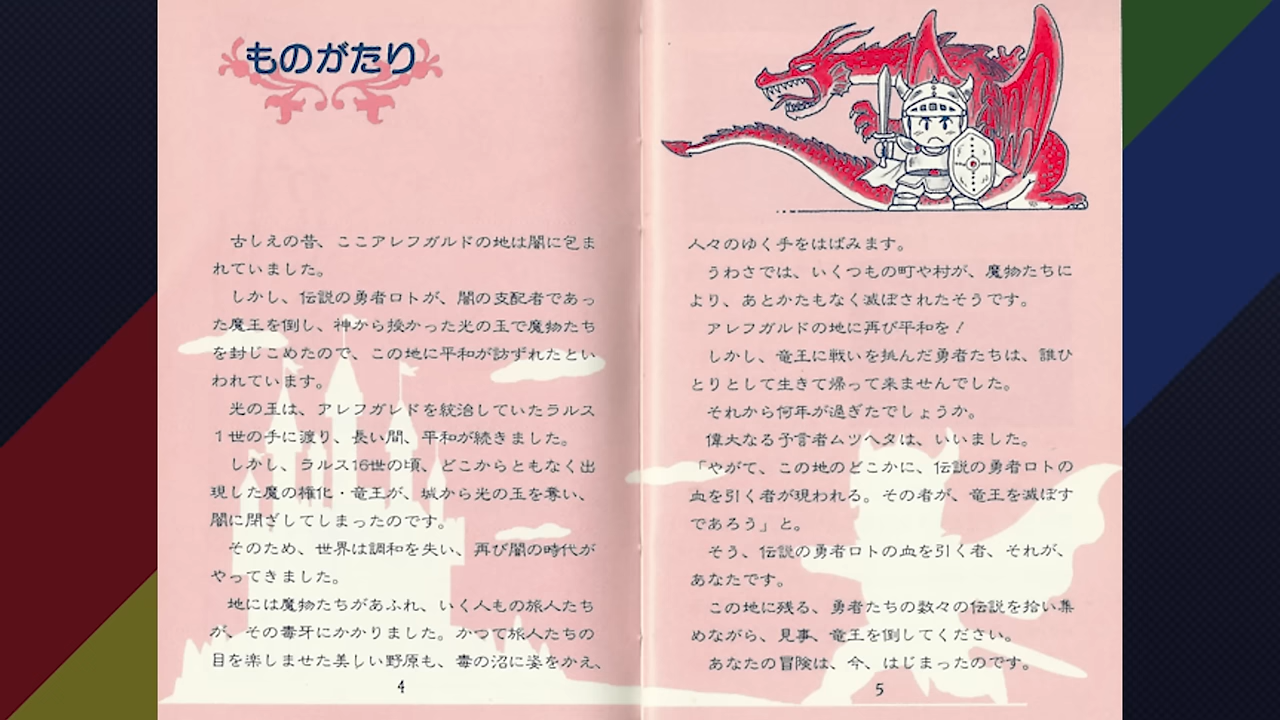 ものがたり
古しえの昔、ここアレフガルドの地は闇に包ま
れていました。
しかし、伝説の勇者ロトが、闇の支配者であっ
た魔王を倒し、神から授かった光の玉で魔物たち
を封じこめたので、この地に平和が訪ずれたとい
われています。
光の玉は、アレフガレドを統治していたラルス
1世の手に渡り、長い間、平和が続きました。
しかし、ラルス16世の頃、どこからともなく出
現した魔の権化・竜王が、城から光の玉を奪い、
闇に閉ざしてしまったのです。
そのため、世界は調和を失い、再び闇の時代が
やってきました。
地には魔物たちがあふれ、いく人もの旅人たち
が、その毒牙にかかりました。かつて旅人たちの
目を楽しませた美しい野原も、毒の沼に姿をかえ、
4
人々のゆく手をはばみます。
うわさでは、いくつもの町や村が、魔物たちに
より、あとかたもなく滅ぼされたそうです。
アレフガルドの地に再び平和を!
しかし、竜王に戦いを挑んだ勇者たちは、誰ひ
とりとして生きて帰って来ませんでした。
それから何年が過ぎたでしょうか。
偉大なる予言者ムツヘタは、いいました。
「やがて、この地のどこかに、伝説の勇者ロトの
血を引く者が現われる。その者が、竜王を滅ぼす
であろう」と。
そう、伝説の勇者ロトの血を引く者、それが、
あなたです。
この地に残る、勇者たちの数々の伝説を拾い集
めながら、見事、竜王を倒してください。
あなたの冒険は、今、はじまったのです。
5